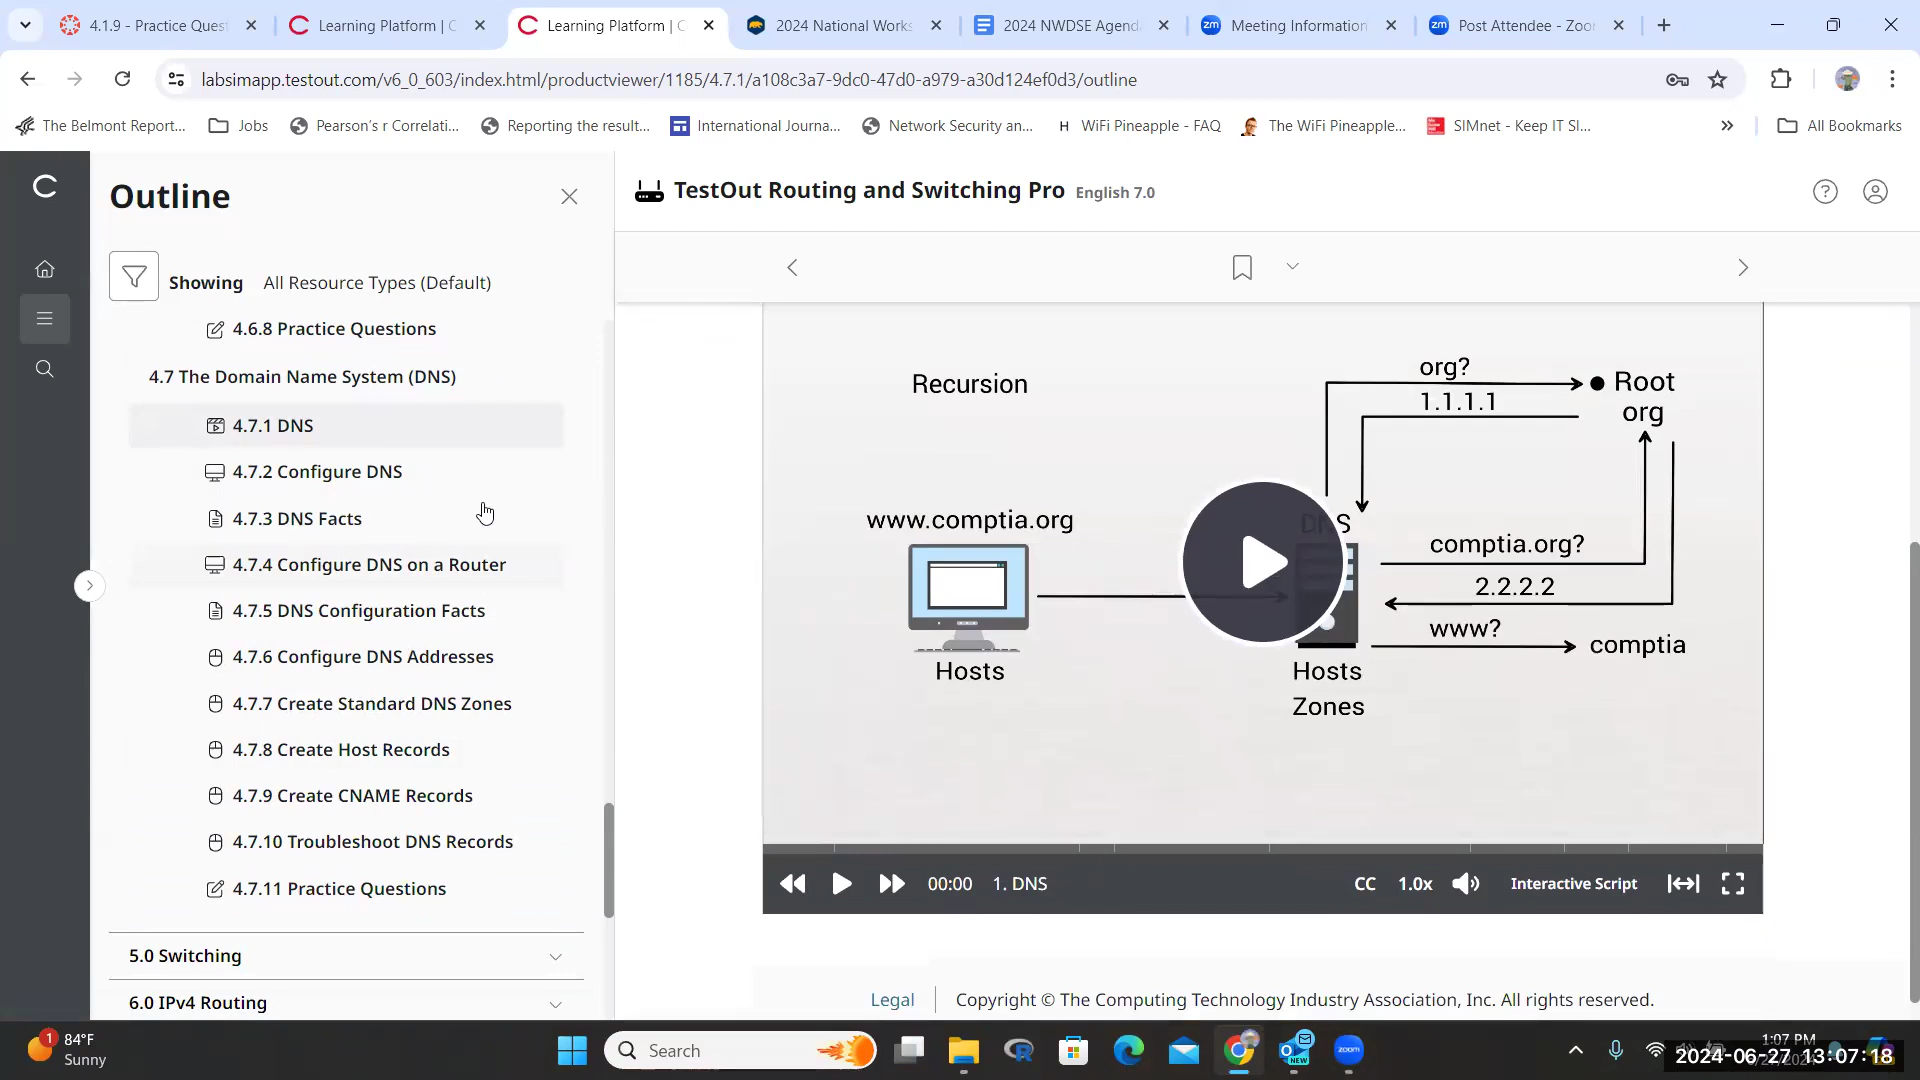 4.1.9 - Practice Quest
Learning Platform | C
Learning Platform | C
2024 National Works
2024 NWDSE Agend
zm
Meeting Information
zm
Post Attendee - Zoo
labsimapp.testout.com/v6_0_603/index.html/productviewer/1185/4.7.1/a108c3a7-9dc0-47d0-a979-a30d124ef0d3/outline
The Belmont Report...
Jobs
Pearson's r Correlati...
Reporting the result...
International Journa...
Network Security an...
H
WiFi Pineapple - FAQ
The WiFi Pineapple...
SIMnet - Keep IT SI...
All Bookmarks
Outline
TestOut Routing and Switching Pro English 7.0
Showing All Resource Types (Default)
4.6.8 Practice Questions
4.7 The Domain Name System (DNS)
4.7.1 DNS
4.7.2 Configure DNS
4.7.3 DNS Facts
4.7.4 Configure DNS on a Router
4.7.5 DNS Configuration Facts
4.7.6 Configure DNS Addresses
4.7.7 Create Standard DNS Zones
4.7.8 Create Host Records
4.7.9 Create CNAME Records
4.7.10 Troubleshoot DNS Records
4.7.11 Practice Questions
5.0 Switching
6.0 IPv4 Routing
Recursion
org?
1.1.1.1
Root
org
www.comptia.org
DNS
comptia.org?
2.2.2.2
www?
comptia
Hosts
Hosts
Zones
00:00 1. DNS
CC 1.0x Interactive Script
Legal
Copyright © The Computing Technology Industry Association, Inc. All rights reserved.
1
84°F
Sunny
Search
NEW
zoom
1:07 PM
2024-06-27 13:07:18